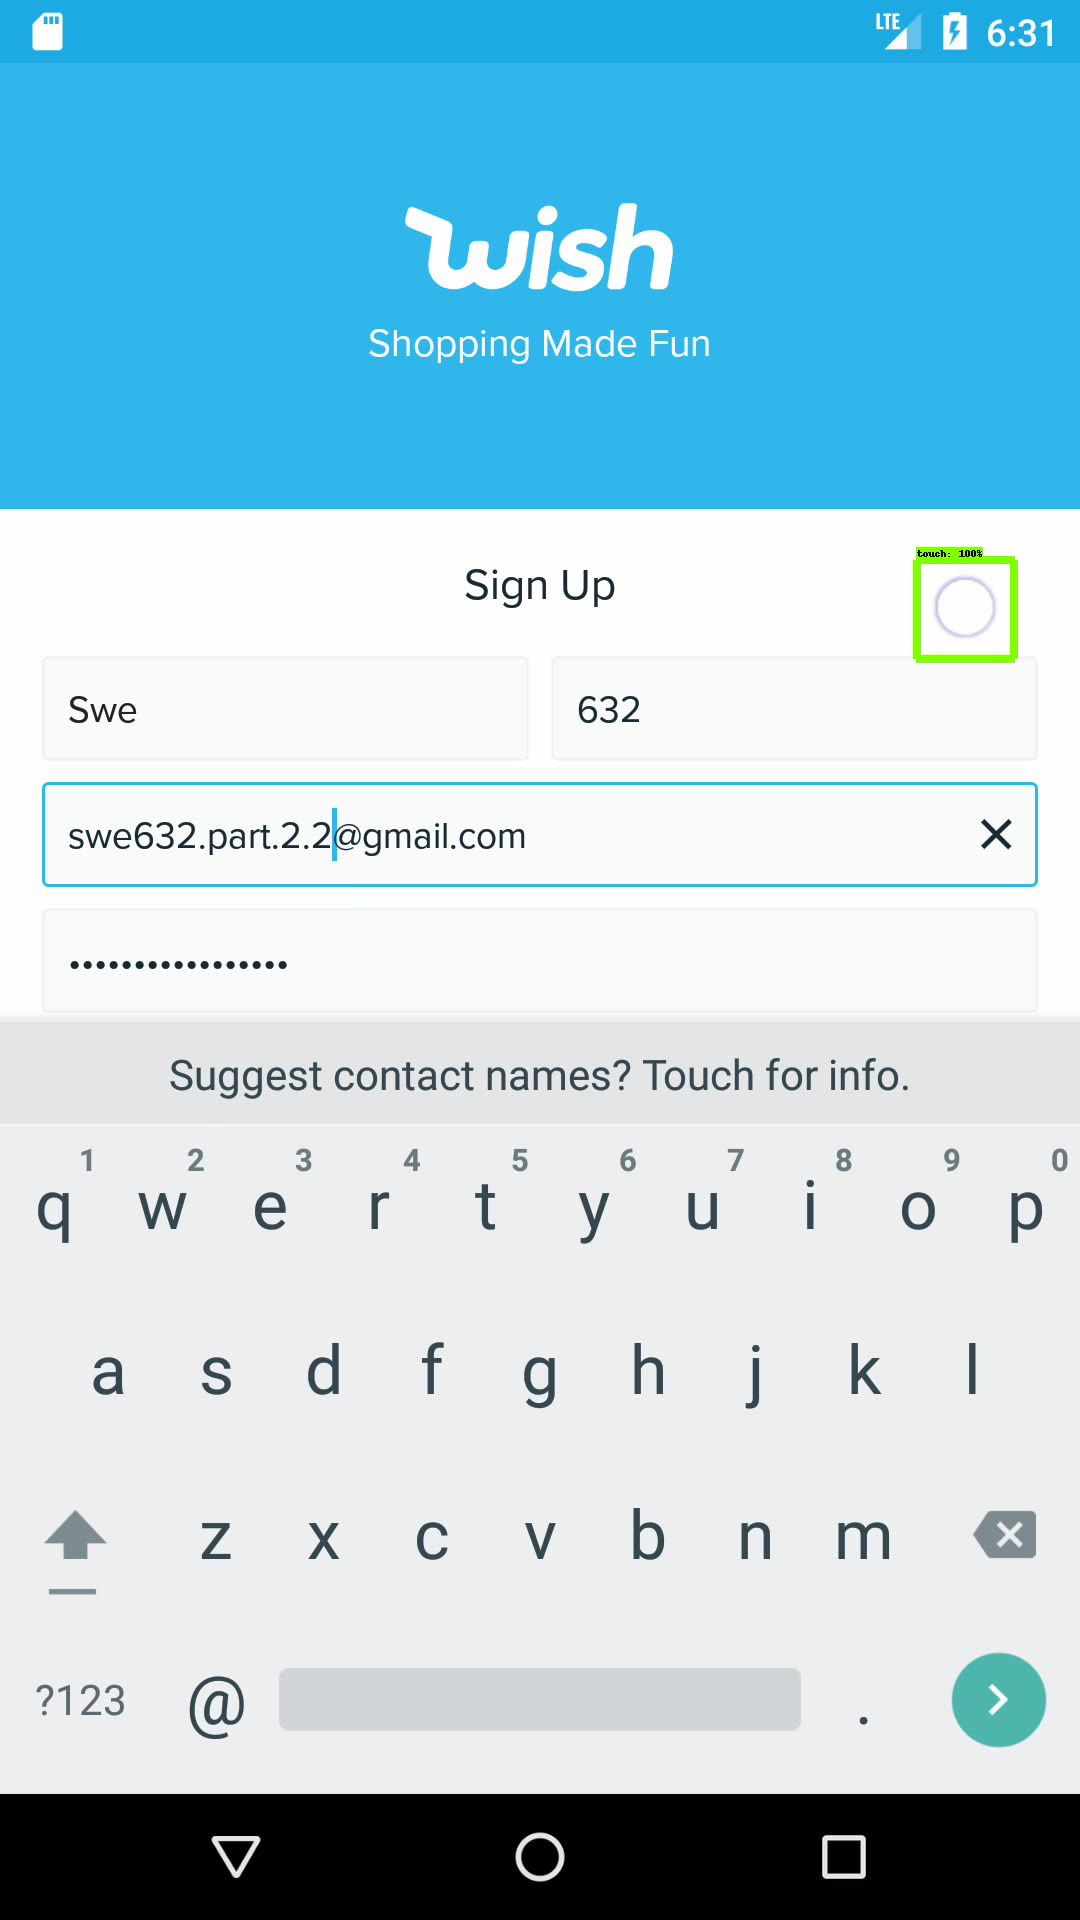 LTE 6:31
wish
Shopping Made Fun
touch: 100%
Sign Up
Swe 632
swe632.part.2.2@gmail.com
•••••••••••••••••
Suggest contact names? Touch for info.
1 2 3 4 5 6 7 8 9 0
q w e r t y u i o p
a s d f g h j k l
z x c v b n m
?123 @ .